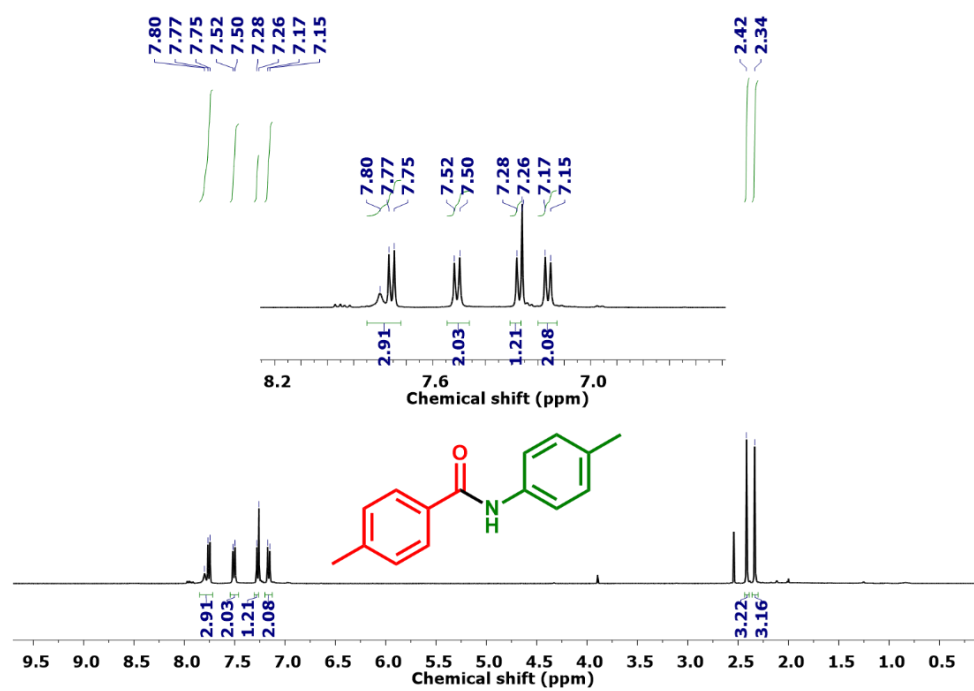 7.80 7.77 7.75 7.52 7.50 7.28 7.26 7.17 7.15 2.42 2.34
7.80 7.77 7.75 7.52 7.50 7.28 7.26 7.17 7.15
2.91 2.03 1.21 2.08
8.2 7.6 7.0
Chemical shift (ppm)
O
N
H
2.91 2.03 1.21 2.08 3.22 3.16
9.5 9.0 8.5 8.0 7.5 7.0 6.5 6.0 5.5 5.0 4.5 4.0 3.5 3.0 2.5 2.0 1.5 1.0 0.5
Chemical shift (ppm)